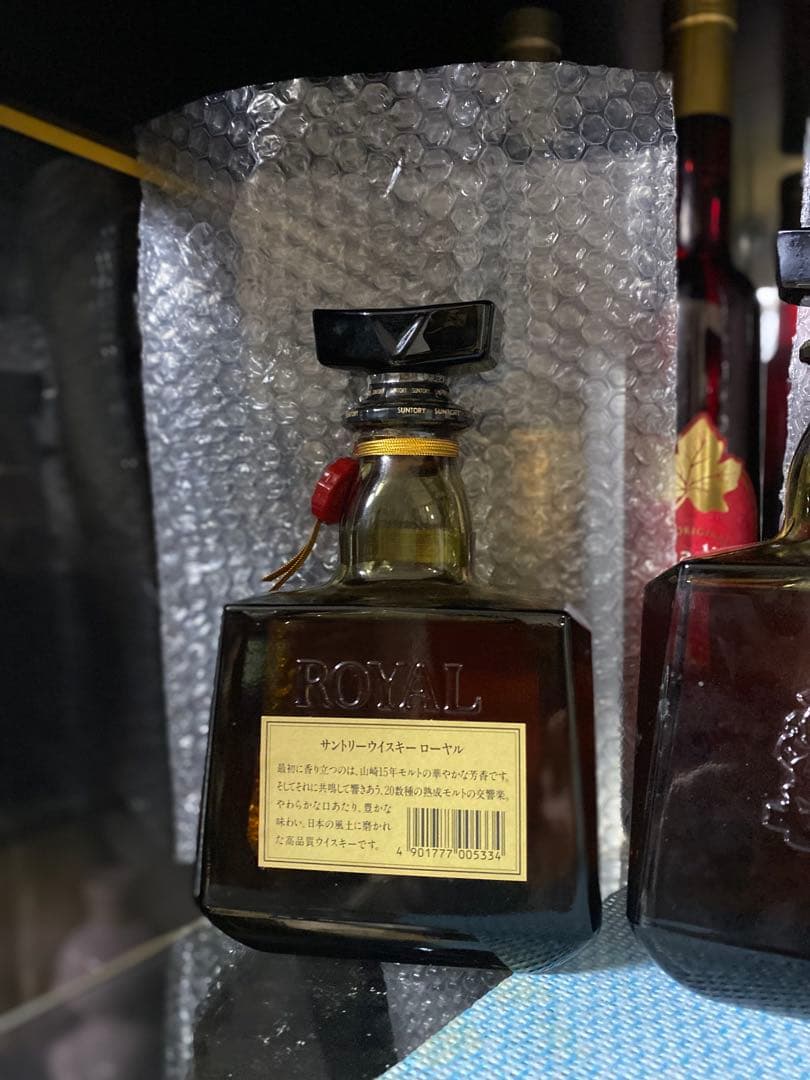 SUNTORY SUNTORY
SUNTORY SUNTORY
ROYAL
サントリーウイスキー ローヤル
最初に香り立つのは、山崎15年モルトの華やかな芳香です。
そしてそれに共鳴して響きあう、20数種の熟成モルトの交響楽。
やわらかな口あたり、豊かな
味わい。日本の風土に磨かれ
た高品質ウイスキーです。
4 901777 005334
ORIGINAL